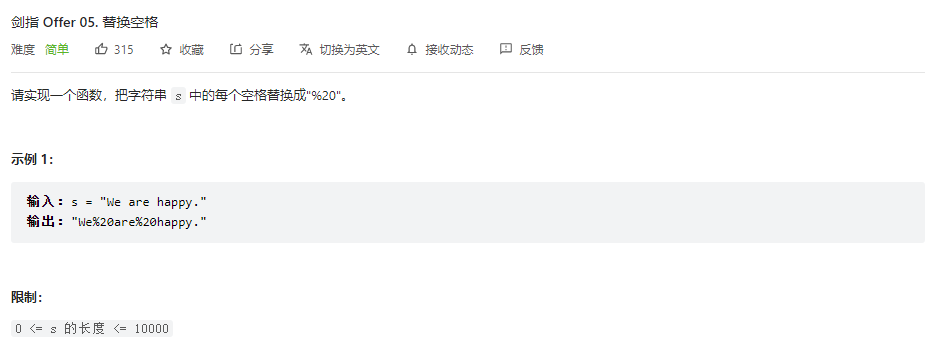 剑指 Offer 05. 替换空格
难度 简单 315 收藏 分享 切换为英文 接收动态 反馈
请实现一个函数，把字符串 s 中的每个空格替换成"%20"。
示例 1：
输入：s = "We are happy."
输出："We%20are%20happy."
限制：
0 <= s 的长度 <= 10000